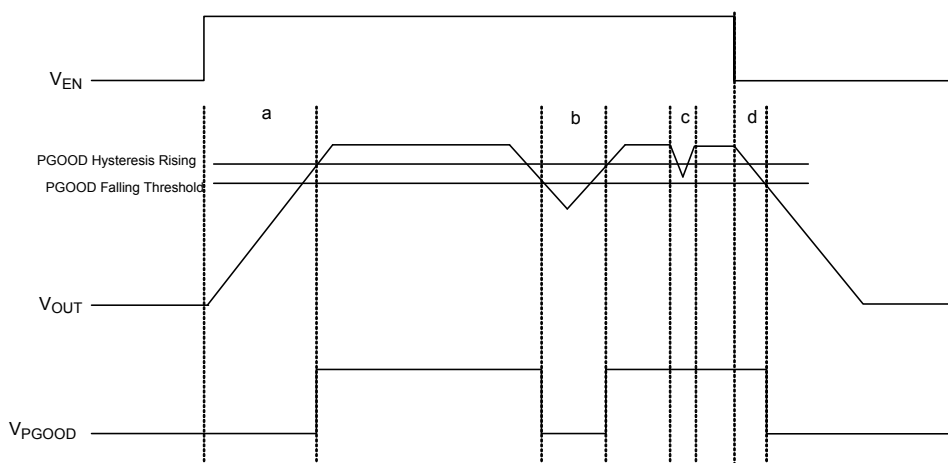 VEN
a
b
c
d
PGOOD Hysteresis Rising
PGOOD Falling Threshold
VOUT
VPGOOD